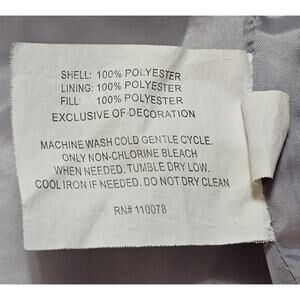 SHELL: 100% POLYESTER
LINING: 100% POLYESTER
FILL: 100% POLYESTER
EXCLUSIVE OF DECORATION
MACHINE WASH COLD GENTLE CYCLE.
ONLY NON-CHLORINE BLEACH
WHEN NEEDED. TUMBLE DRY LOW.
COOL IRON IF NEEDED. DO NOT DRY CLEAN
RN# 110078